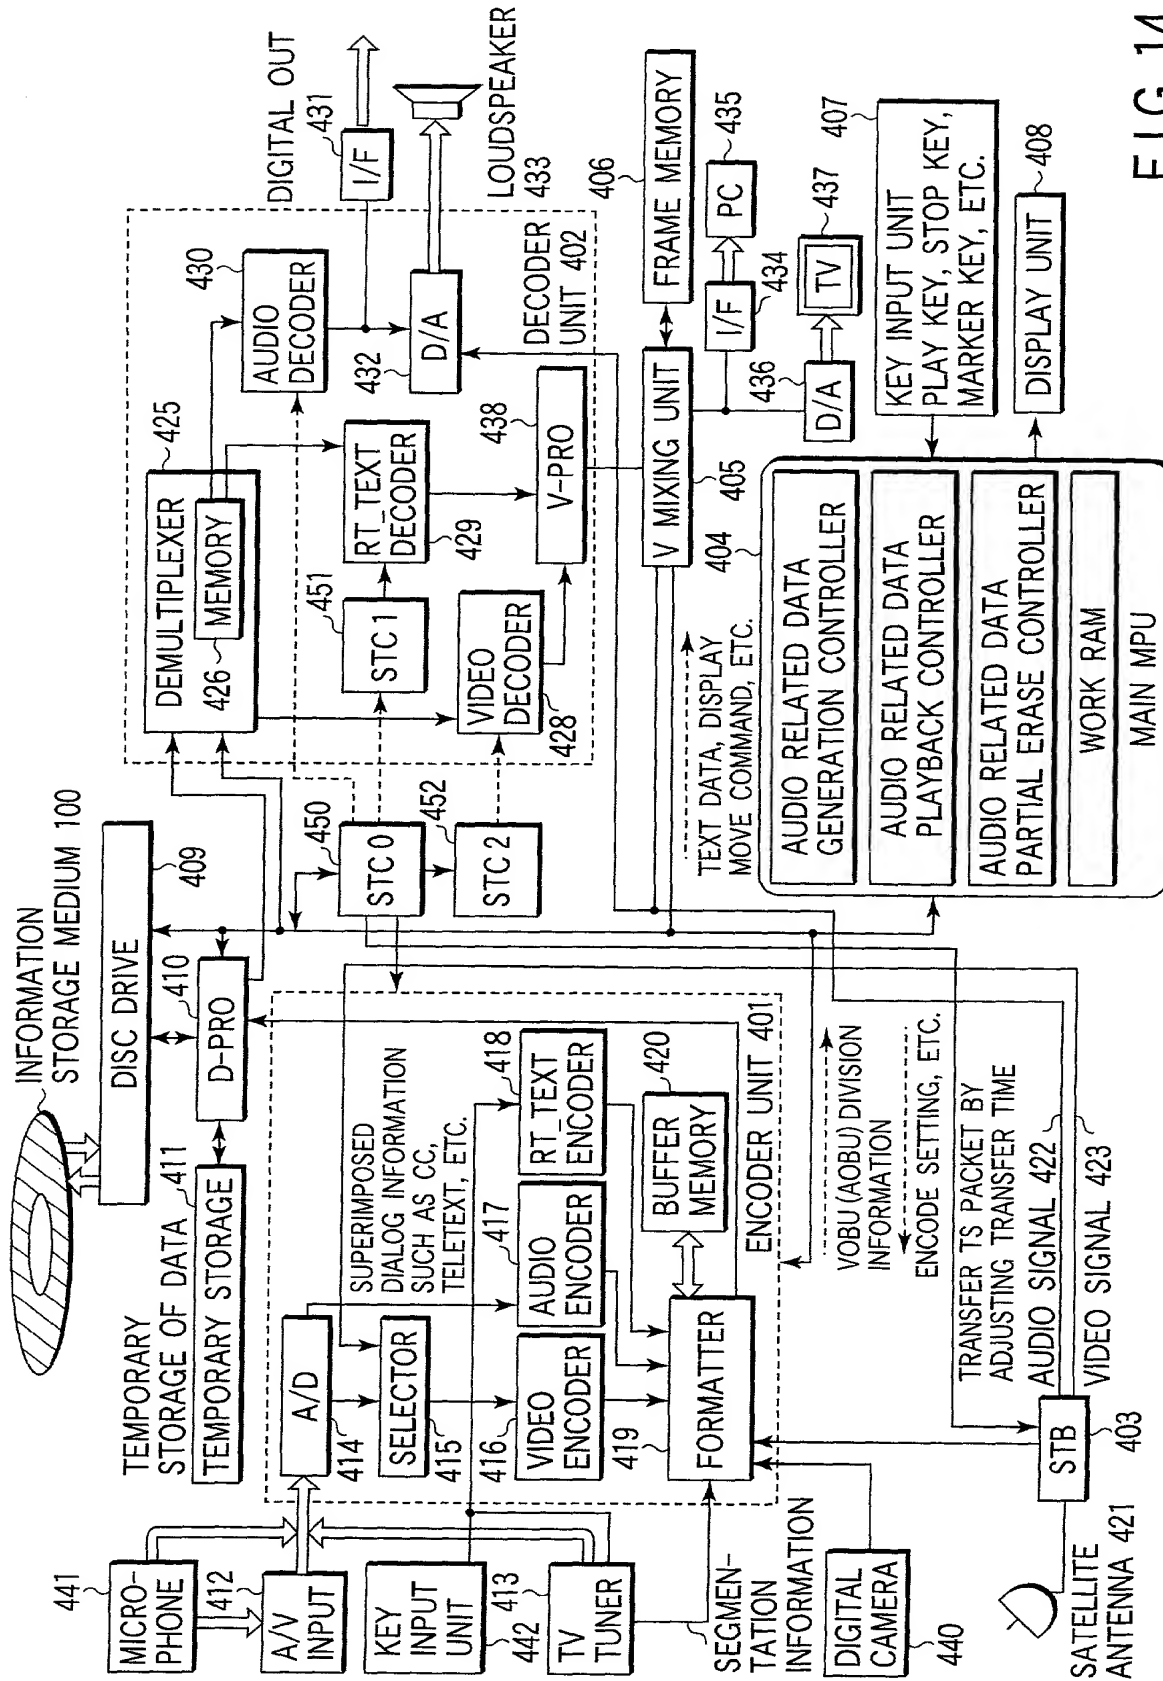 INFORMATION
STORAGE MEDIUM 100
DISC DRIVE
409
TEMPORARY
STORAGE OF DATA
TEMPORARY STORAGE
411
D-PRO
410
441
MICRO-
PHONE
412
A/V
INPUT
KEY
INPUT
UNIT
442
413
TV
TUNER
SEGMEN-
TATION
INFORMATION
DIGITAL
CAMERA
440
SATELLITE
ANTENNA 421
STB
403
A/D
414
SELECTOR
415
SUPERIMPOSED
DIALOG INFORMATION
SUCH AS CC,
TELETEXT, ETC.
416
VIDEO
ENCODER
417
AUDIO
ENCODER
418
RT_TEXT
ENCODER
419
FORMATTER
BUFFER
MEMORY
420
ENCODER UNIT 401
VOBU (AOBU) DIVISION
INFORMATION
ENCODE SETTING, ETC.
TRANSFER TS PACKET BY
ADJUSTING TRANSFER TIME
AUDIO SIGNAL 422
VIDEO SIGNAL 423
450
STC 0
452
STC 2
DEMULTIPLEXER
425
426
MEMORY
451
STC 1
RT_TEXT
DECODER
429
VIDEO
DECODER
428
AUDIO
DECODER
430
432
D/A
V-PRO
438
DECODER
UNIT 402
DIGITAL OUT
I/F
431
LOUDSPEAKER
433
V MIXING UNIT
405
FRAME MEMORY
406
I/F
434
PC
435
436
D/A
TV
437
TEXT DATA, DISPLAY
MOVE COMMAND, ETC.
404
AUDIO RELATED DATA
GENERATION CONTROLLER
AUDIO RELATED DATA
PLAYBACK CONTROLLER
AUDIO RELATED DATA
PARTIAL ERASE CONTROLLER
WORK RAM
MAIN MPU
407
KEY INPUT UNIT
PLAY KEY, STOP KEY,
MARKER KEY, ETC.
DISPLAY UNIT
408
FIG. 14